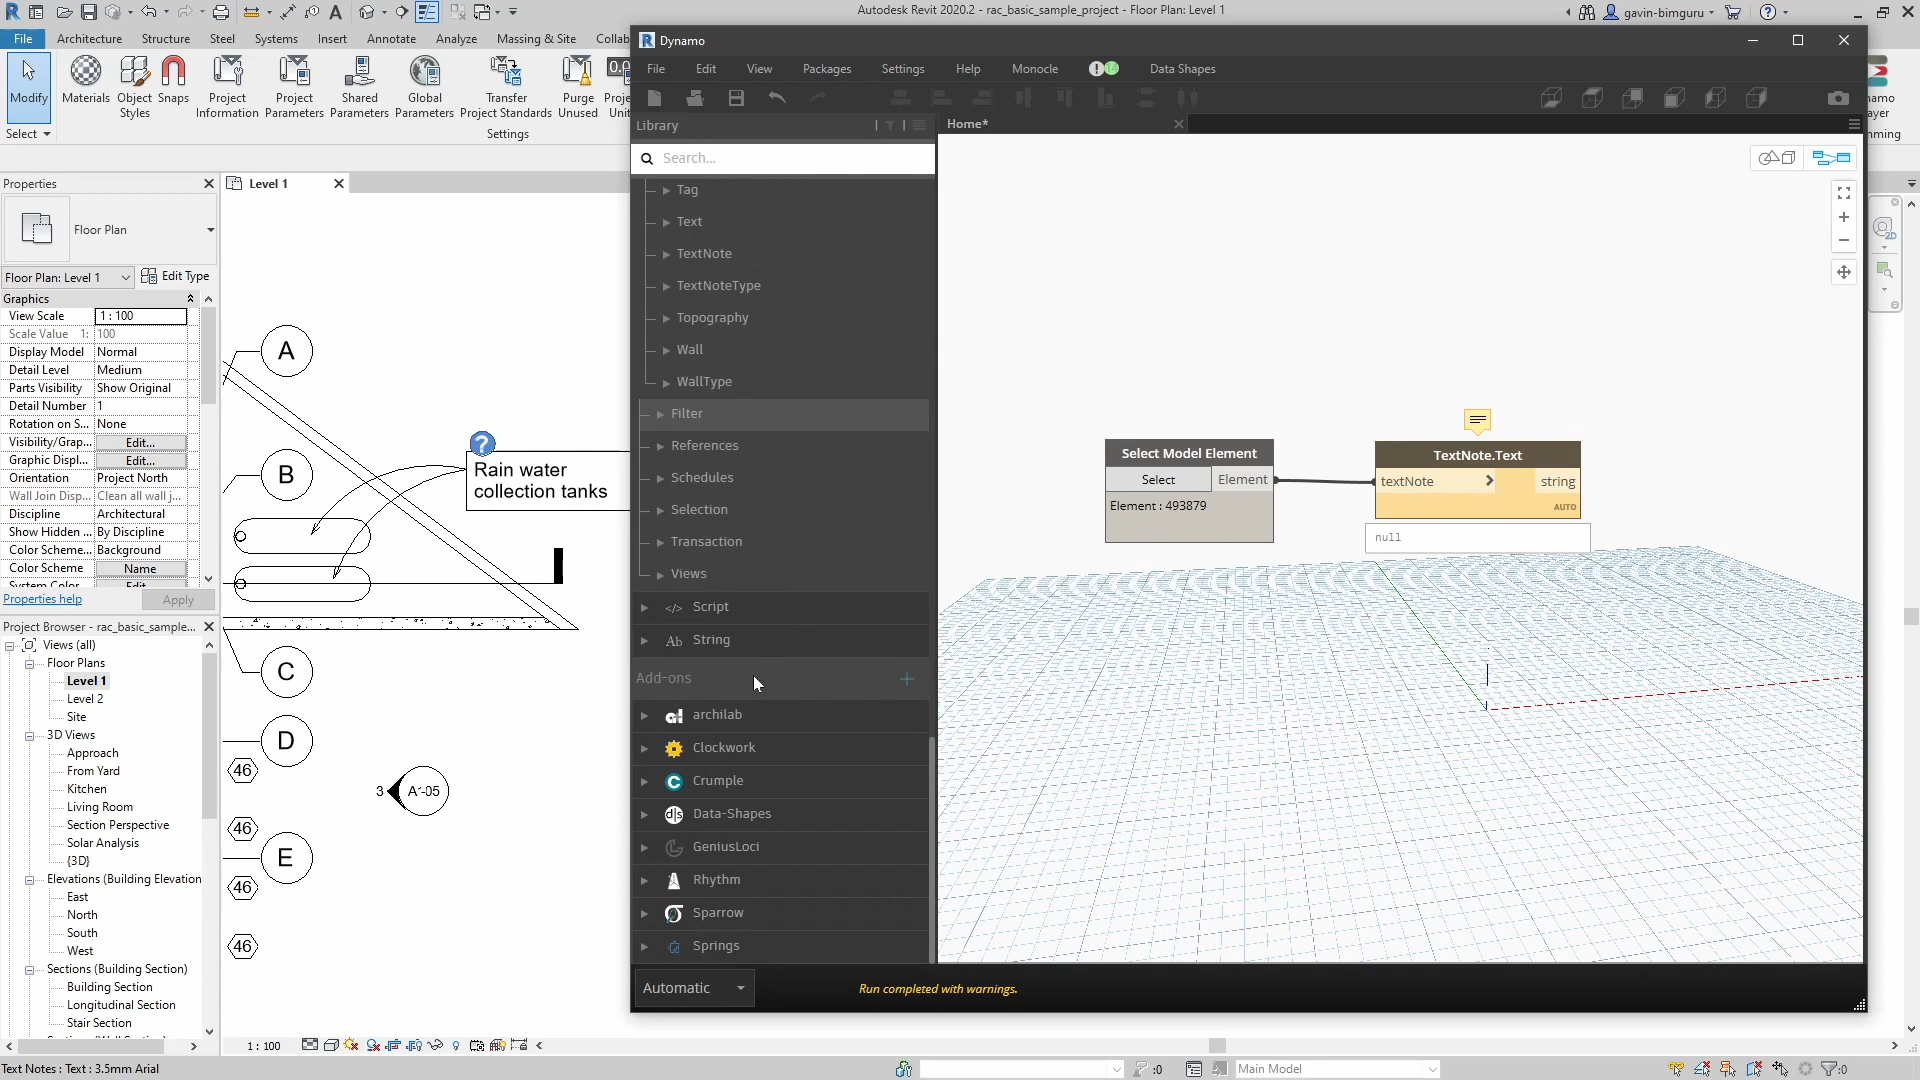 Autodesk Revit 2020.2 - rac_basic_sample_project - Floor Plan: Level 1
gavin-bimguru
File
Architecture
Structure
Steel
Systems
Insert
Annotate
Analyze
Massing & Site
Collab
Modify
Materials
Object
Styles
Snaps
Project
Information
Project
Parameters
Shared
Parameters
Global
Parameters
Transfer
Project Standards
Purge
Unused
Select
Settings
Properties
Floor Plan
Floor Plan: Level 1
Edit Type
Graphics
View Scale 1 : 100
Scale Value 1: 100
Display Model Normal
Detail Level Medium
Parts Visibility Show Original
Detail Number 1
Rotation on S... None
Visibility/Grap... Edit...
Graphic Displ... Edit...
Orientation Project North
Wall Join Disp... Clean all wall j...
Discipline Architectural
Show Hidden ... By Discipline
Color Scheme... Background
Color Scheme Name
System Color Edit
Properties help
Apply
Project Browser - rac_basic_sample...
Views (all)
Floor Plans
Level 1
Level 2
Site
3D Views
Approach
From Yard
Kitchen
Living Room
Section Perspective
Solar Analysis
{3D}
Elevations (Building Elevation
East
North
South
West
Sections (Building Section)
Building Section
Longitudinal Section
Stair Section
Level 1
A
B
Rain water
collection tanks
C
D
46
3
A-05
46
E
46
46
1 : 100
Text Notes : Text : 3.5mm Arial
:0
Main Model
:0
Dynamo
File
Edit
View
Packages
Settings
Help
Monocle
Data Shapes
Library
Search...
Tag
Text
TextNote
TextNoteType
Topography
Wall
WallType
Filter
References
Schedules
Selection
Transaction
Views
Script
Ab String
Add-ons
archilab
Clockwork
Crumple
Data-Shapes
GeniusLoci
Rhythm
Sparrow
Springs
Automatic
Run completed with warnings.
Home*
Select Model Element
Select
Element
Element : 493879
TextNote.Text
textNote
string
AUTO
null